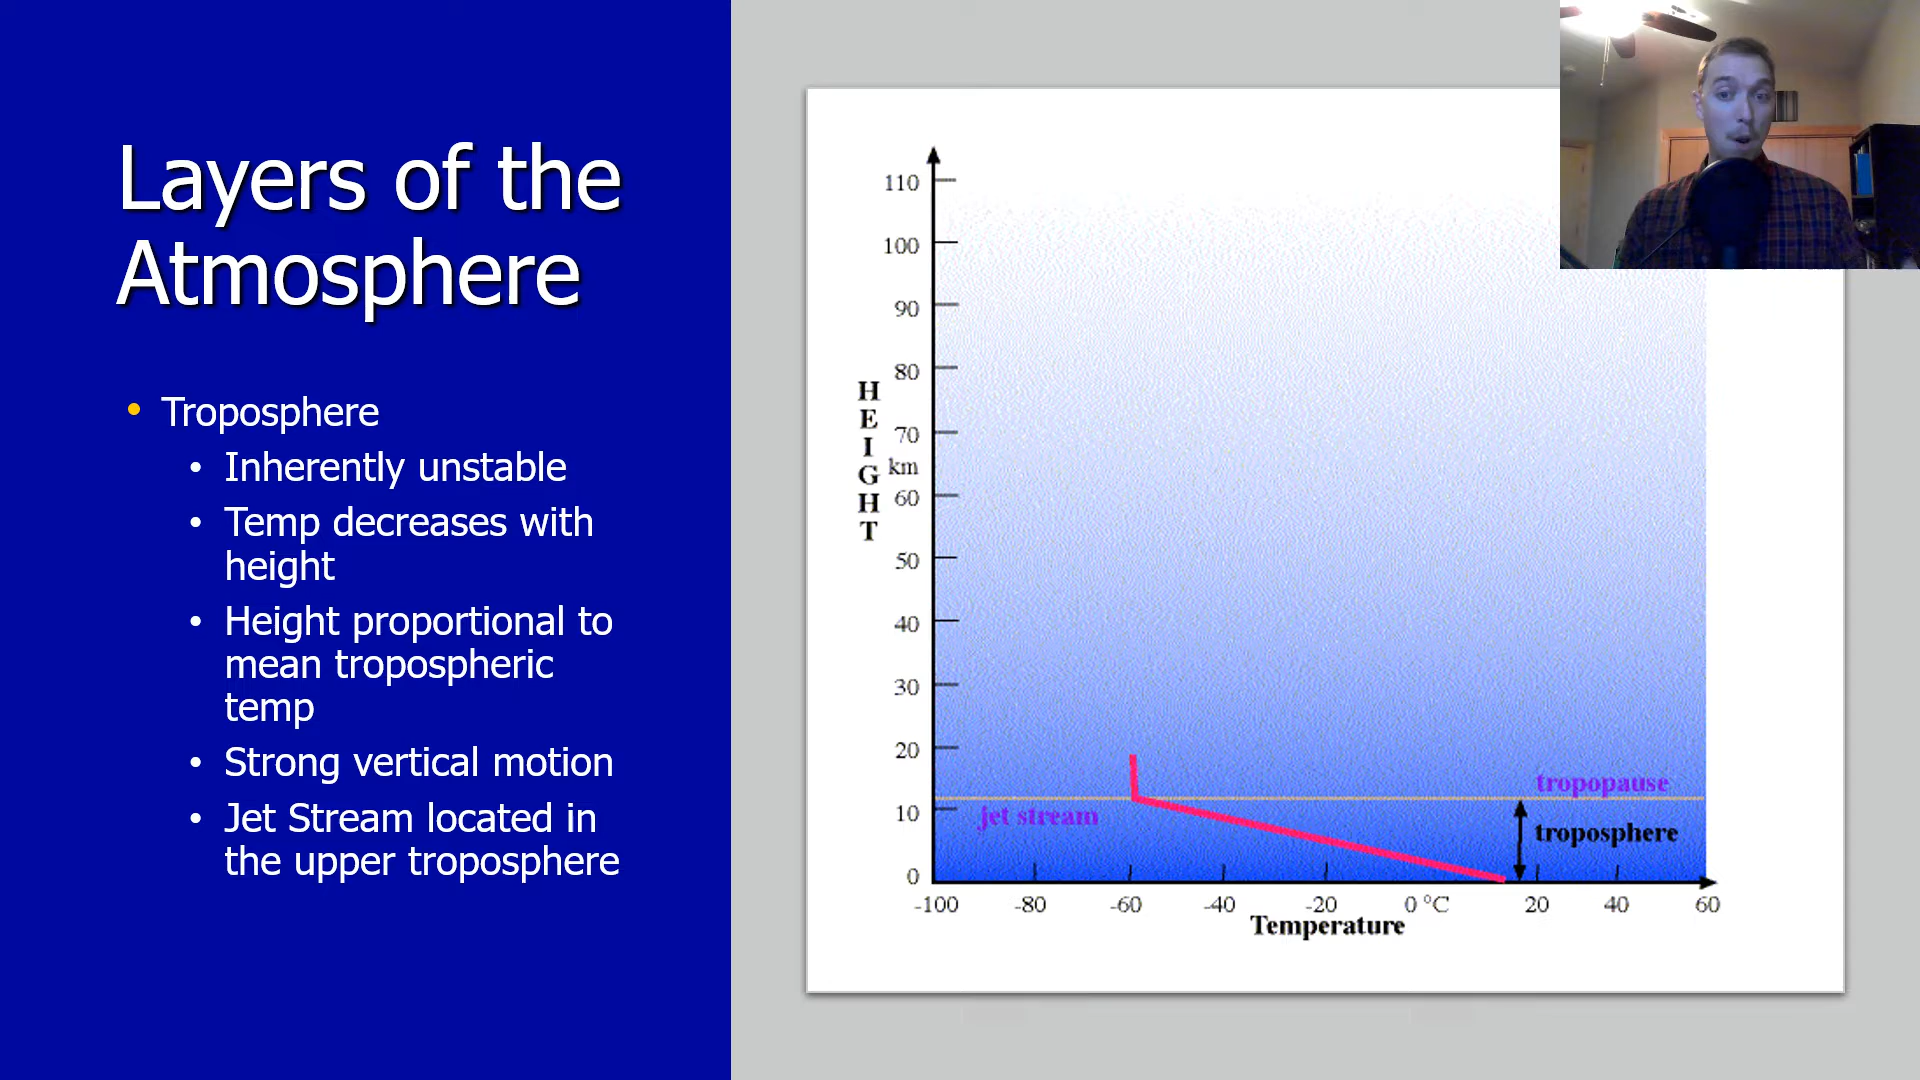 Layers of the
Atmosphere
• Troposphere
• Inherently unstable
• Temp decreases with
height
• Height proportional to
mean tropospheric
temp
• Strong vertical motion
• Jet Stream located in
the upper troposphere
HEIGHT
110
100
90
80
70
km
60
50
40
30
20
10
0
tropopause
jet stream
troposphere
-100 -80 -60 -40 -20 0 °C 20 40 60
Temperature